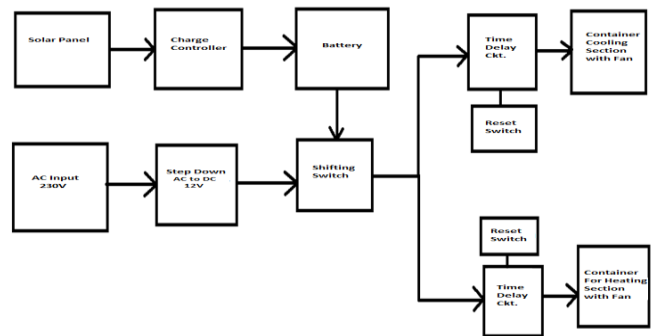 Solar Panel
Charge
Controller
Battery
Time
Delay
Ckt.
Container
Cooling
Section
with Fan
Reset
Switch
AC Input
230V
Step Down
AC to DC
12V
Shifting
Switch
Reset
Switch
Time
Delay
Ckt.
Container
For Heating
Section
with Fan